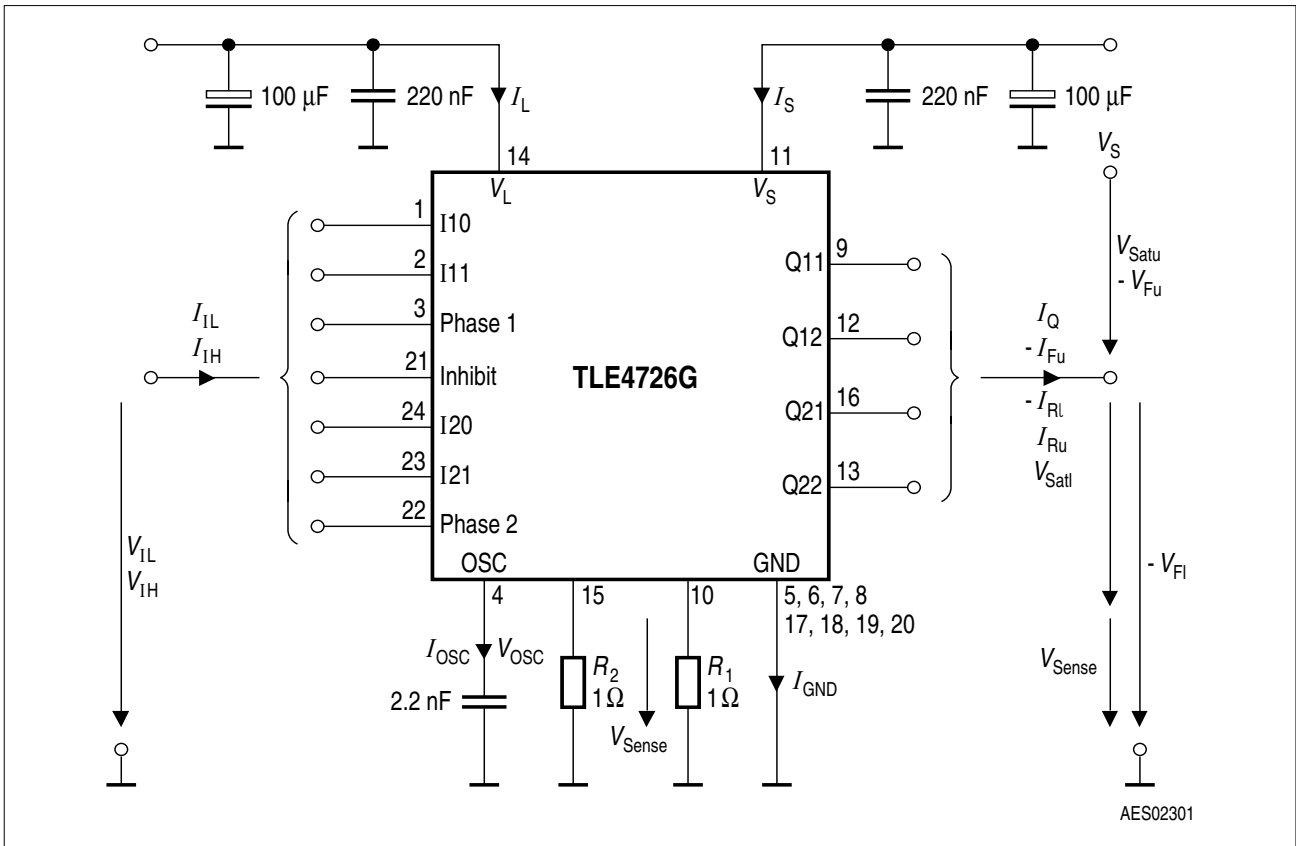 100 µF
220 nF
I_L
I_S
220 nF
100 µF
V_S
14
V_L
11
V_S
1
I10
2
I11
3
Phase 1
21
Inhibit
24
I20
23
I21
22
Phase 2
I_IL
I_IH
V_IL
V_IH
TLE4726G
Q11
9
Q12
12
Q21
16
Q22
13
V_Satu
- V_Fu
I_Q
- I_Fu
- I_Rl
I_Ru
V_Satl
- V_Fl
V_Sense
OSC
GND
4
15
10
5, 6, 7, 8
17, 18, 19, 20
I_OSC
V_OSC
2.2 nF
R_2
1 Ω
V_Sense
R_1
1 Ω
I_GND
AES02301